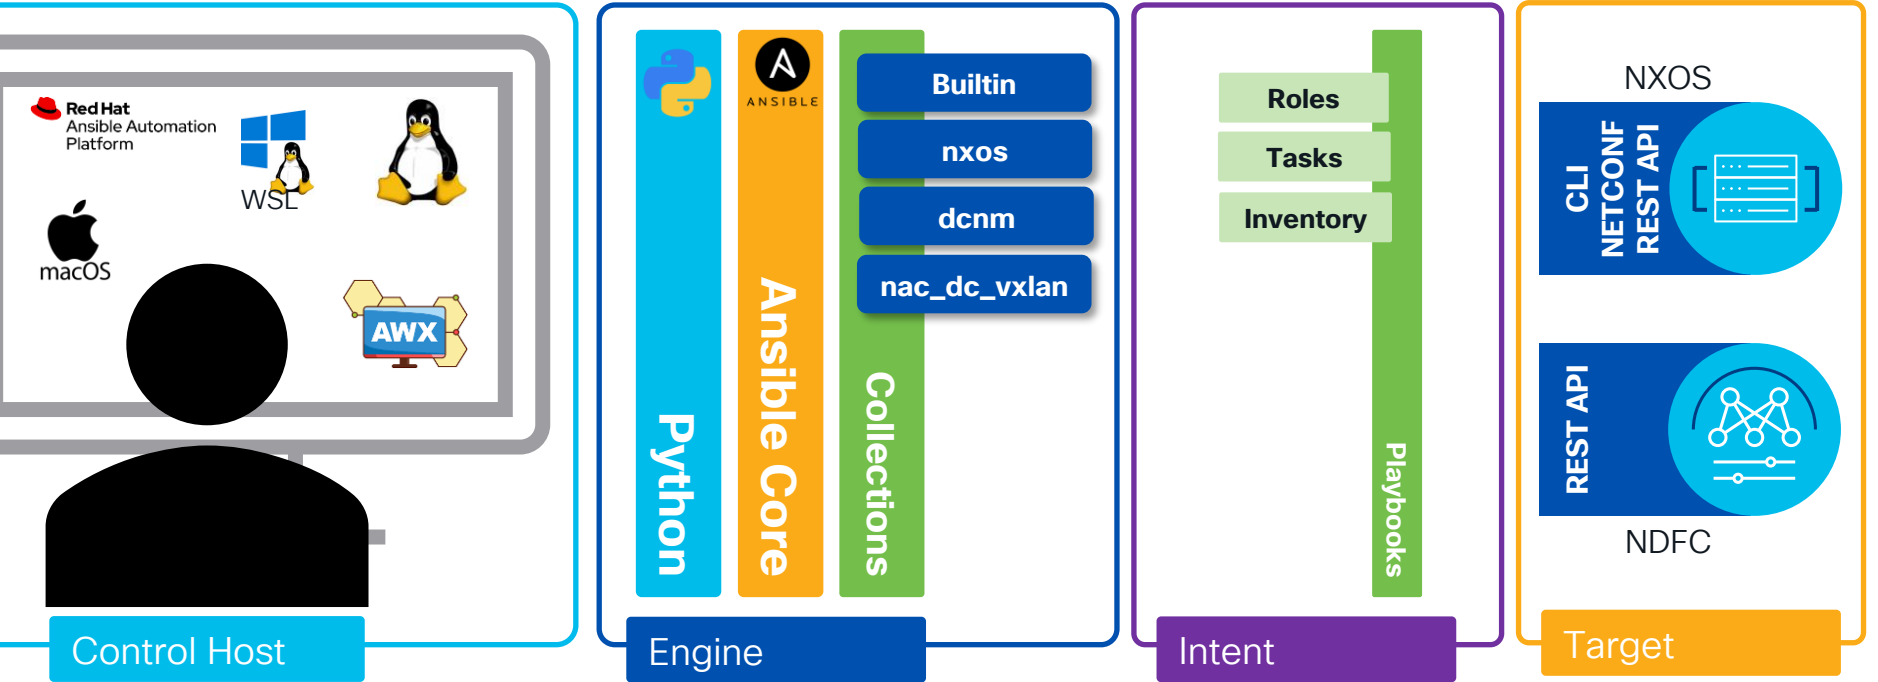 Red Hat
Ansible Automation
Platform
WSL
macOS
AWX
Control Host
ANSIBLE
Python
Ansible Core
Collections
Builtin
nxos
dcnm
nac_dc_vxlan
Engine
Roles
Tasks
Inventory
Playbooks
Intent
NXOS
CLI
NETCONF
REST API
REST API
NDFC
Target